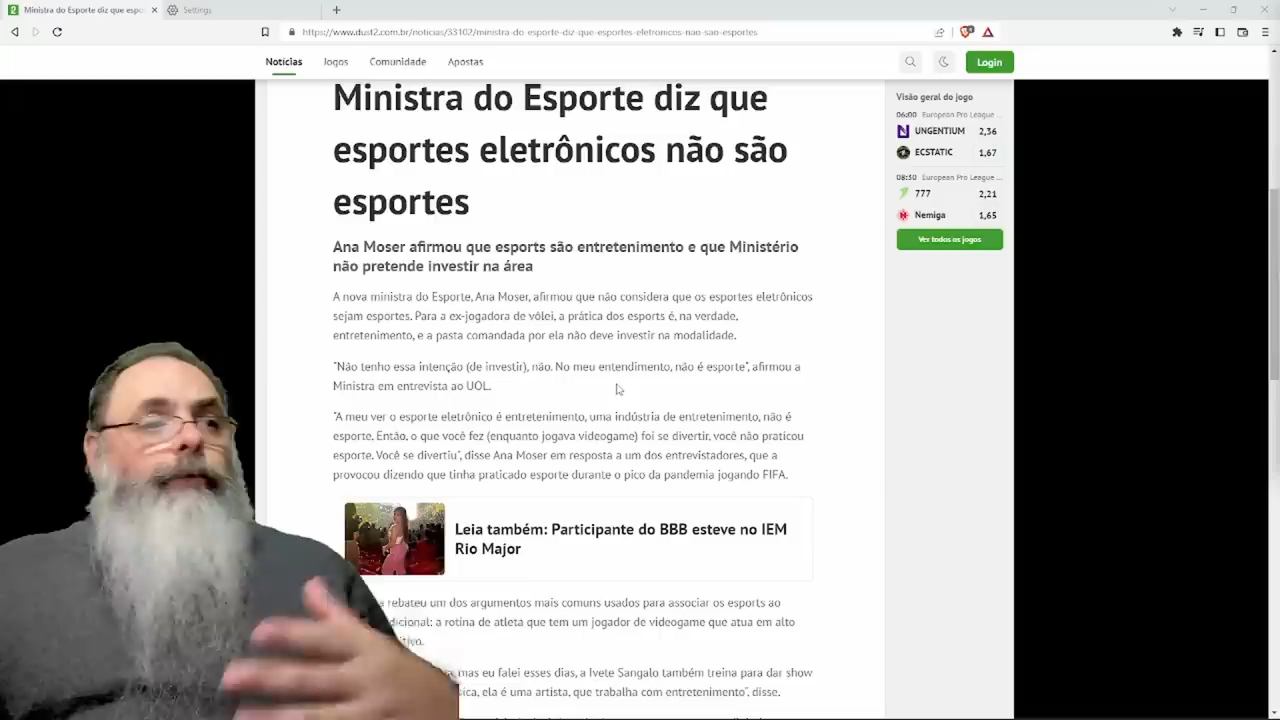 Ministra do Esporte diz que espor
Settings
https://www.dust2.com.br/noticias/33102/ministra-do-esporte-diz-que-esportes-eletronicos-nao-sao-esportes
Notícias Jogos Comunidade Apostas
Login
Ministra do Esporte diz que
esportes eletrônicos não são
esportes
Ana Moser afirmou que esports são entretenimento e que Ministério
não pretende investir na área
A nova ministra do Esporte, Ana Moser, afirmou que não considera que os esportes eletrônicos
sejam esportes. Para a ex-jogadora de vôlei, a prática dos esports é, na verdade,
entretenimento, e a pasta comandada por ela não deve investir na modalidade.
"Não tenho essa intenção (de investir), não. No meu entendimento, não é esporte", afirmou a
Ministra em entrevista ao UOL.
"A meu ver o esporte eletrônico é entretenimento, uma indústria de entretenimento, não é
esporte. Então, o que você fez (enquanto jogava videogame) foi se divertir, você não praticou
esporte. Você se divertiu", disse Ana Moser em resposta a um dos entrevistadores, que a
provocou dizendo que tinha praticado esporte durante o pico da pandemia jogando FIFA.
Leia também: Participante do BBB esteve no IEM
Rio Major
a rebateu um dos argumentos mais comuns usados para associar os esports ao
dicional: a rotina de atleta que tem um jogador de videogame que atua em alto
itivo.
, mas eu falei esses dias, a Ivete Sangalo também treina para dar show
ica, ela é uma artista, que trabalha com entretenimento", disse.
Visão geral do jogo
06:00 European Pro League ...
UNGENTIUM 2,36
ECSTATIC 1,67
08:30 European Pro League ...
777 2,21
Nemiga 1,65
Ver todos os jogos